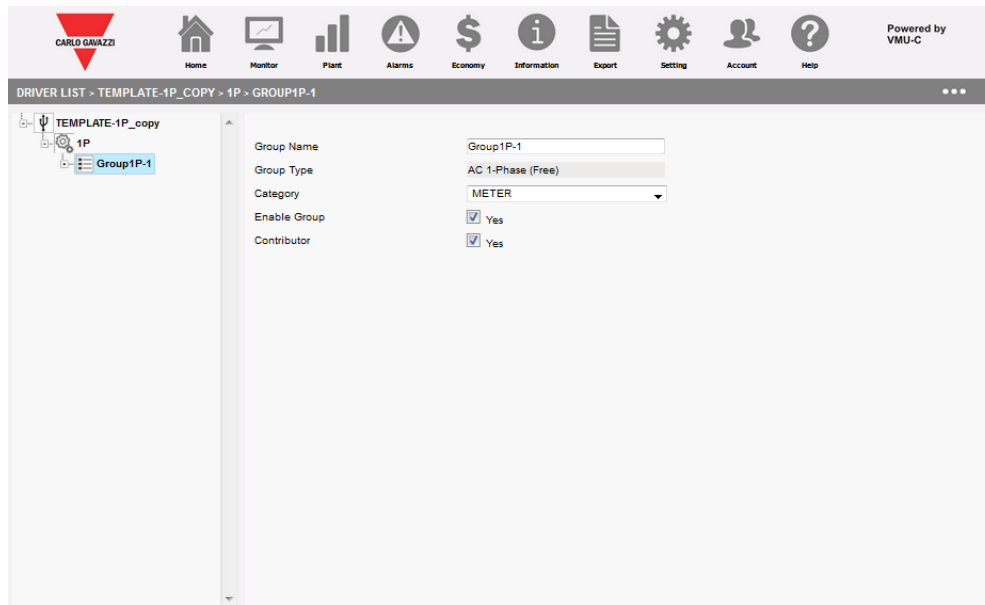 CARLO GAVAZZI
Home Monitor Plant Alarms Economy Information Export Setting Account Help
Powered by
VMU-C
DRIVER LIST > TEMPLATE-1P_COPY > 1P > GROUP1P-1
TEMPLATE-1P_copy
1P
Group1P-1
Group Name Group1P-1
Group Type AC 1-Phase (Free)
Category METER
Enable Group Yes
Contributor Yes